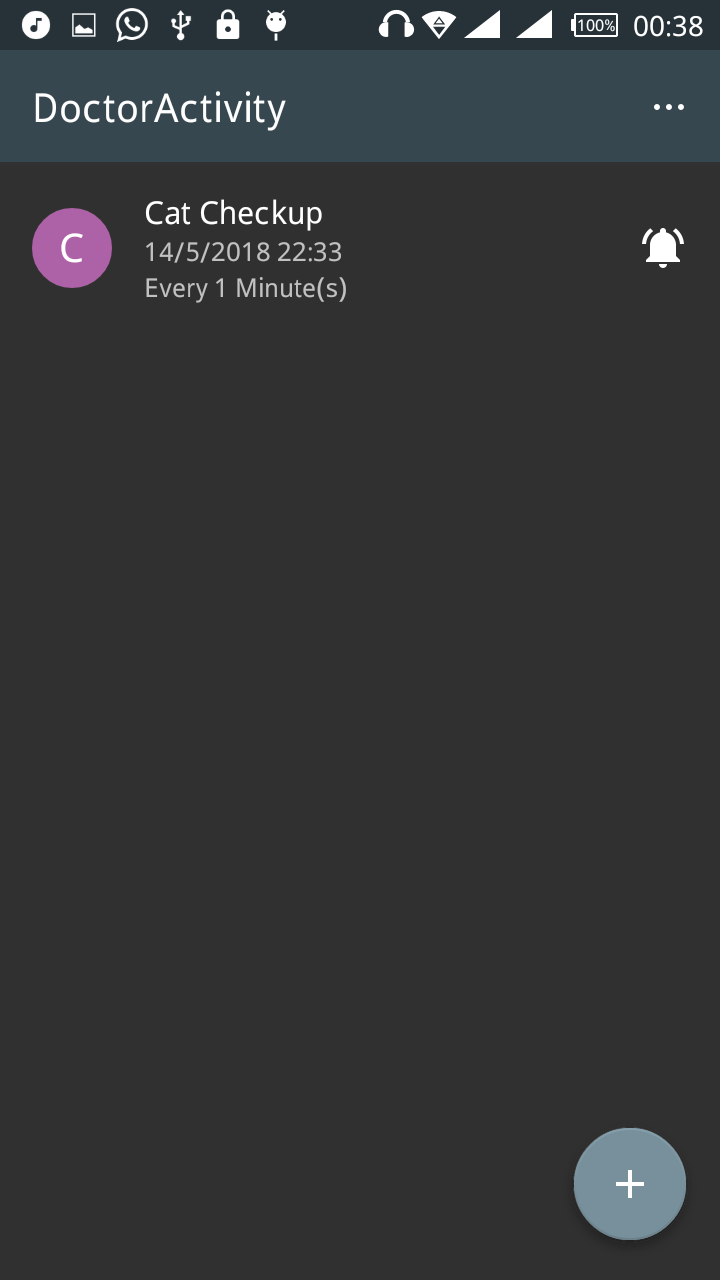 100% 00:38
DoctorActivity
C
Cat Checkup
14/5/2018 22:33
Every 1 Minute(s)